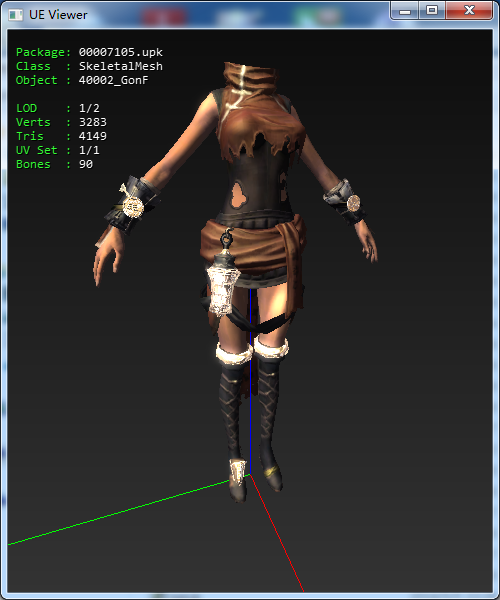 UE Viewer
Package: 00007105.upk
Class : SkeletalMesh
Object : 40002_GonF
LOD : 1/2
Verts : 3283
Tris : 4149
UV Set : 1/1
Bones : 90